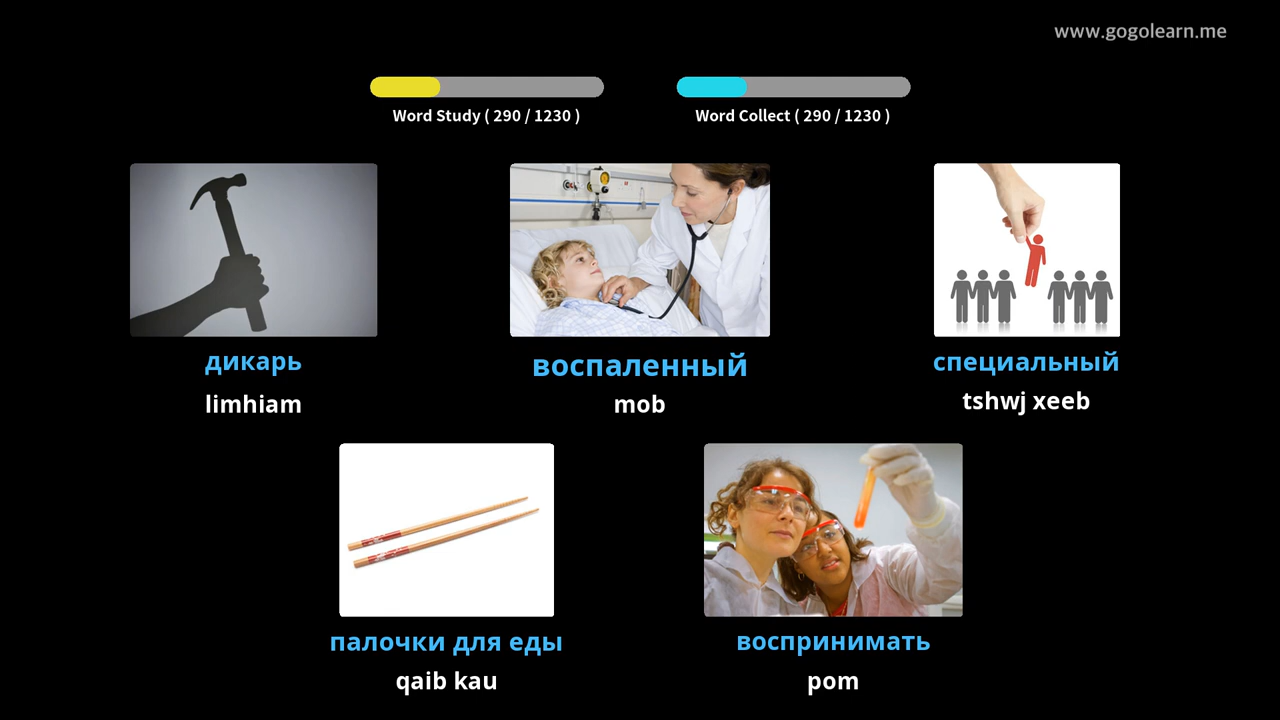 www.gogolearn.me
Word Study ( 290 / 1230 )
Word Collect ( 290 / 1230 )
дикарь
limhiam
воспаленный
mob
специальный
tshwj xeeb
палочки для еды
qaib kau
воспринимать
pom